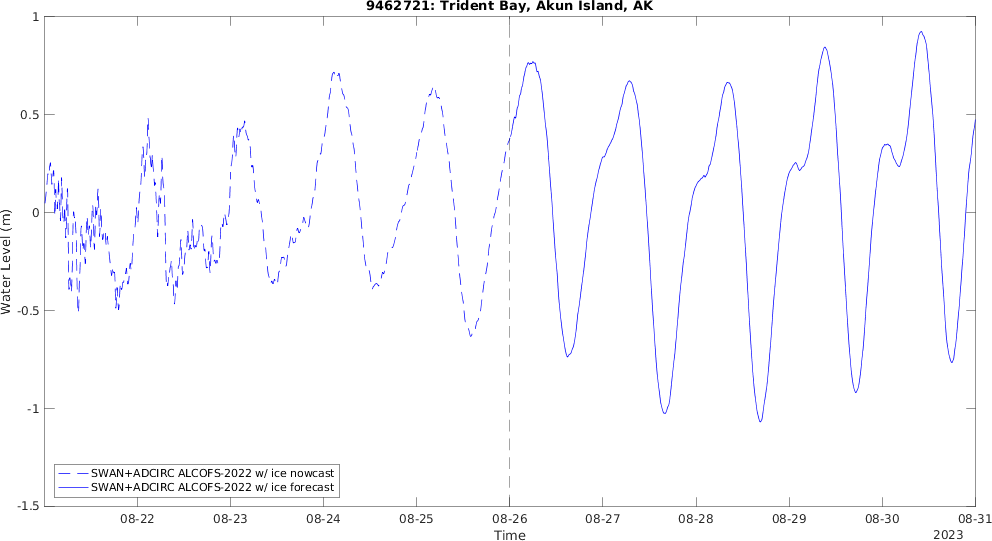 9462721: Trident Bay, Akun Island, AK
1
0.5
0
-0.5
-1
-1.5
Water Level (m)
SWAN+ADCIRC ALCOFS-2022 w/ ice nowcast
SWAN+ADCIRC ALCOFS-2022 w/ ice forecast
08-22 08-23 08-24 08-25 08-26 08-27 08-28 08-29 08-30 08-31
Time
2023